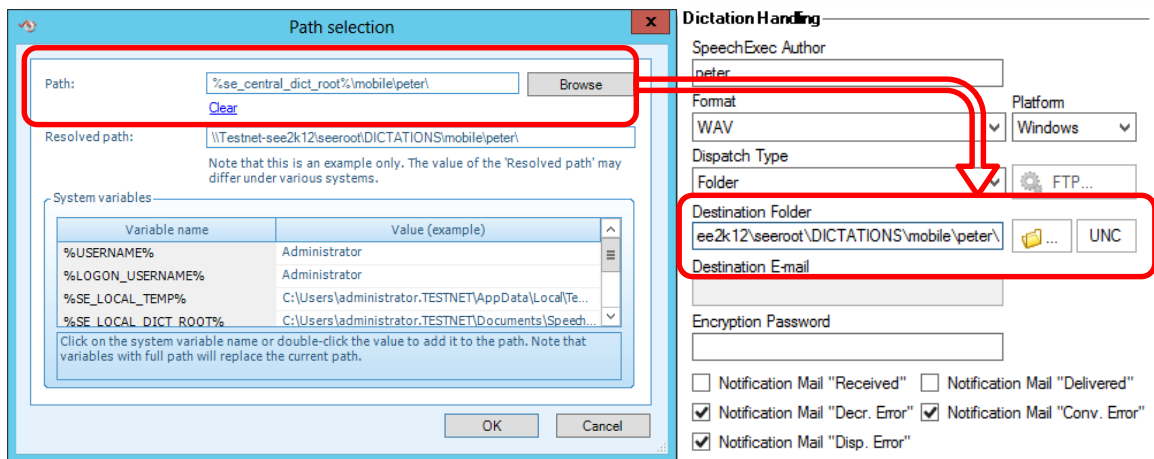 Path selection
x
Path:
%se_central_dict_root%\mobile\peter\
Browse
Clear
Resolved path:
\\Testnet-see2k12\seeroot\DICTATIONS\mobile\peter\
Note that this is an example only. The value of the 'Resolved path' may
differ under various systems.
System variables
Variable name
Value (example)
%USERNAME%
Administrator
%LOGON_USERNAME%
Administrator
%SE_LOCAL_TEMP%
C:\Users\administrator.TESTNET\AppData\Local\Te...
%SE_LOCAL_DICT_ROOT%
C:\Users\administrator.TESTNET\Documents\Speech...
Click on the system variable name or double-click the value to add it to the path. Note that
variables with full path will replace the current path.
OK
Cancel
Dictation Handling
SpeechExec Author
peter
Format
Platform
WAV
Windows
Dispatch Type
Folder
FTP...
Destination Folder
ee2k12\seeroot\DICTATIONS\mobile\peter\
...
UNC
Destination E-mail
Encryption Password
Notification Mail "Received"
Notification Mail "Delivered"
Notification Mail "Decr. Error"
Notification Mail "Conv. Error"
Notification Mail "Disp. Error"